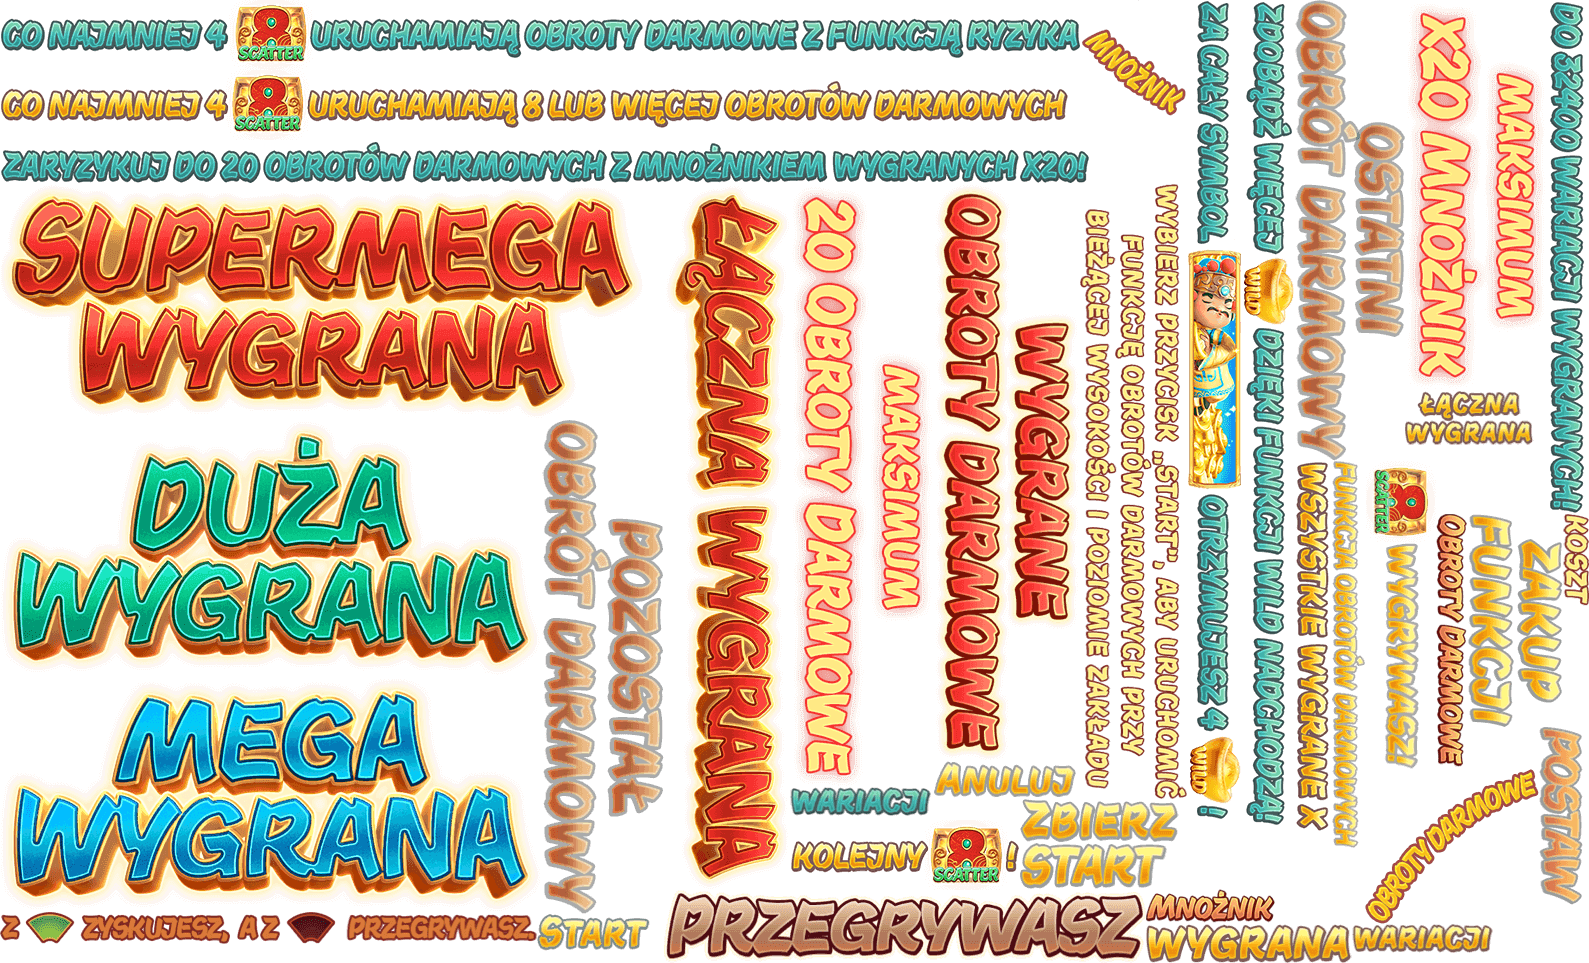 CO NAJMNIEJ 4 SCATTER URUCHAMIAJĄ OBROTY DARMOWE Z FUNKCJĄ RYZYKA
CO NAJMNIEJ 4 SCATTER URUCHAMIAJĄ 8 LUB WIĘCEJ OBROTÓW DARMOWYCH
ZARYZYKUJ DO 20 OBROTÓW DARMOWYCH Z MNOŻNIKIEM WYGRANYCH X20!
MNOŻNIK
SUPERMEGA
WYGRANA
DUŻA
WYGRANA
MEGA
WYGRANA
Z ZYSKUJESZ, A Z PRZEGRYWASZ.
START
POZOSTAŁ
OBRÓT DARMOWY
ŁĄCZNA WYGRANA
MAKSIMUM
20 OBROTY DARMOWE
WYGRANE
OBROTY DARMOWE
WYBIERZ PRZYCISK „START”, ABY URUCHOMIĆ
FUNKCJĘ OBROTÓW DARMOWYCH PRZY
BIEŻĄCEJ WYSOKOŚCI I POZIOMIE ZAKŁADU
ZA CAŁY SYMBOL OTRZYMUJESZ 4 WILD !
ZDOBĄDŹ WIĘCEJ WILD DZIĘKI FUNKCJI WILD NADCHODZĄ!
OSTATNI
OBRÓT DARMOWY
MAKSIMUM
X20 MNOŻNIK
DO 32400 WARIACJI WYGRANYCH!
ŁĄCZNA
WYGRANA
FUNKCJA OBROTÓW DARMOWYCH
WSZYSTKIE WYGRANE X
SCATTER WYGRYWASZ!
ZAKUP
FUNKCJI
OBROTY DARMOWE
KOSZT
POSTAW
WARIACJI
ANULUJ
ZBIERZ
KOLEJNY SCATTER !
START
PRZEGRYWASZ
MNOŻNIK
WYGRANA
WARIACJI
OBROTY DARMOWE